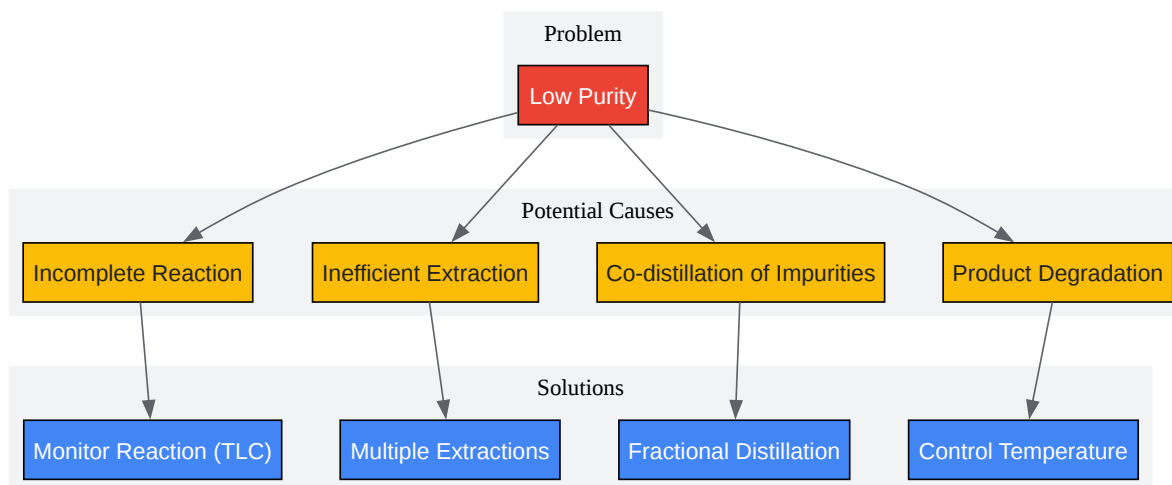 Problem
Low Purity
Potential Causes
Incomplete Reaction
Inefficient Extraction
Co-distillation of Impurities
Product Degradation
Solutions
Monitor Reaction (TLC)
Multiple Extractions
Fractional Distillation
Control Temperature